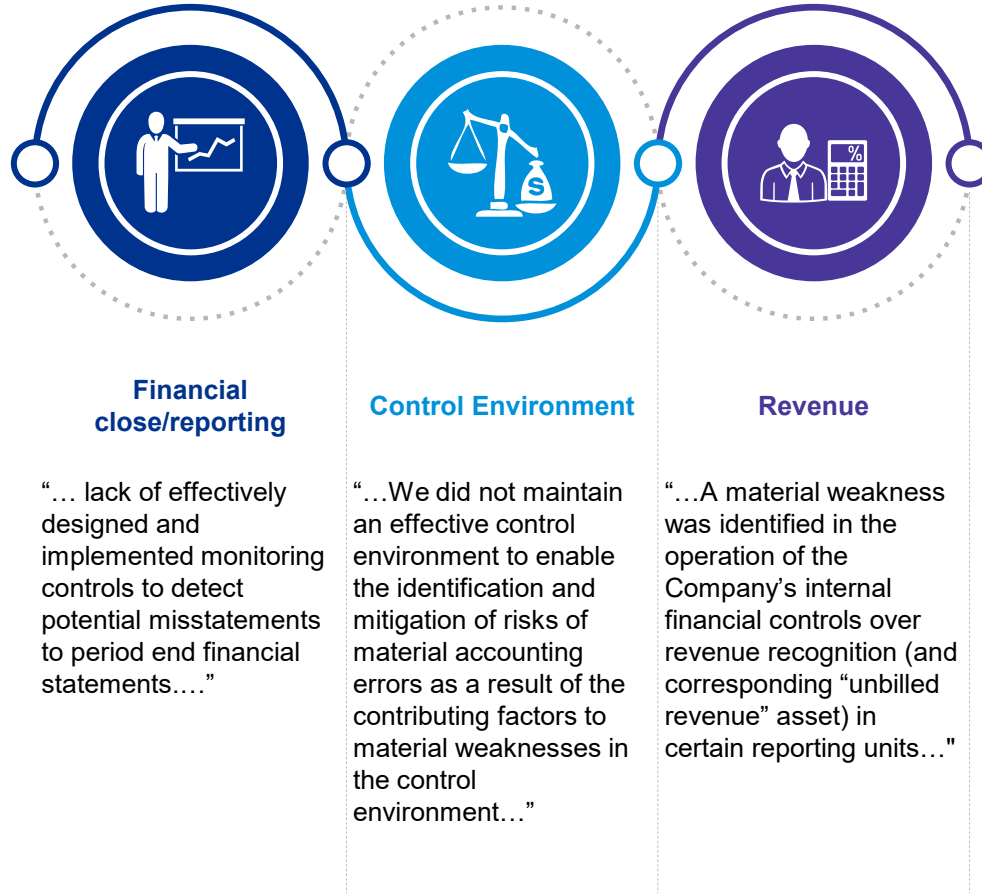 %
S
Financial
close/reporting
“… lack of effectively
designed and
implemented monitoring
controls to detect
potential misstatements
to period end financial
statements.…”
Control Environment
“…We did not maintain
an effective control
environment to enable
the identification and
mitigation of risks of
material accounting
errors as a result of the
contributing factors to
material weaknesses in
the control
environment…”
Revenue
“…A material weakness
was identified in the
operation of the
Company’s internal
financial controls over
revenue recognition (and
corresponding “unbilled
revenue” asset) in
certain reporting units…"